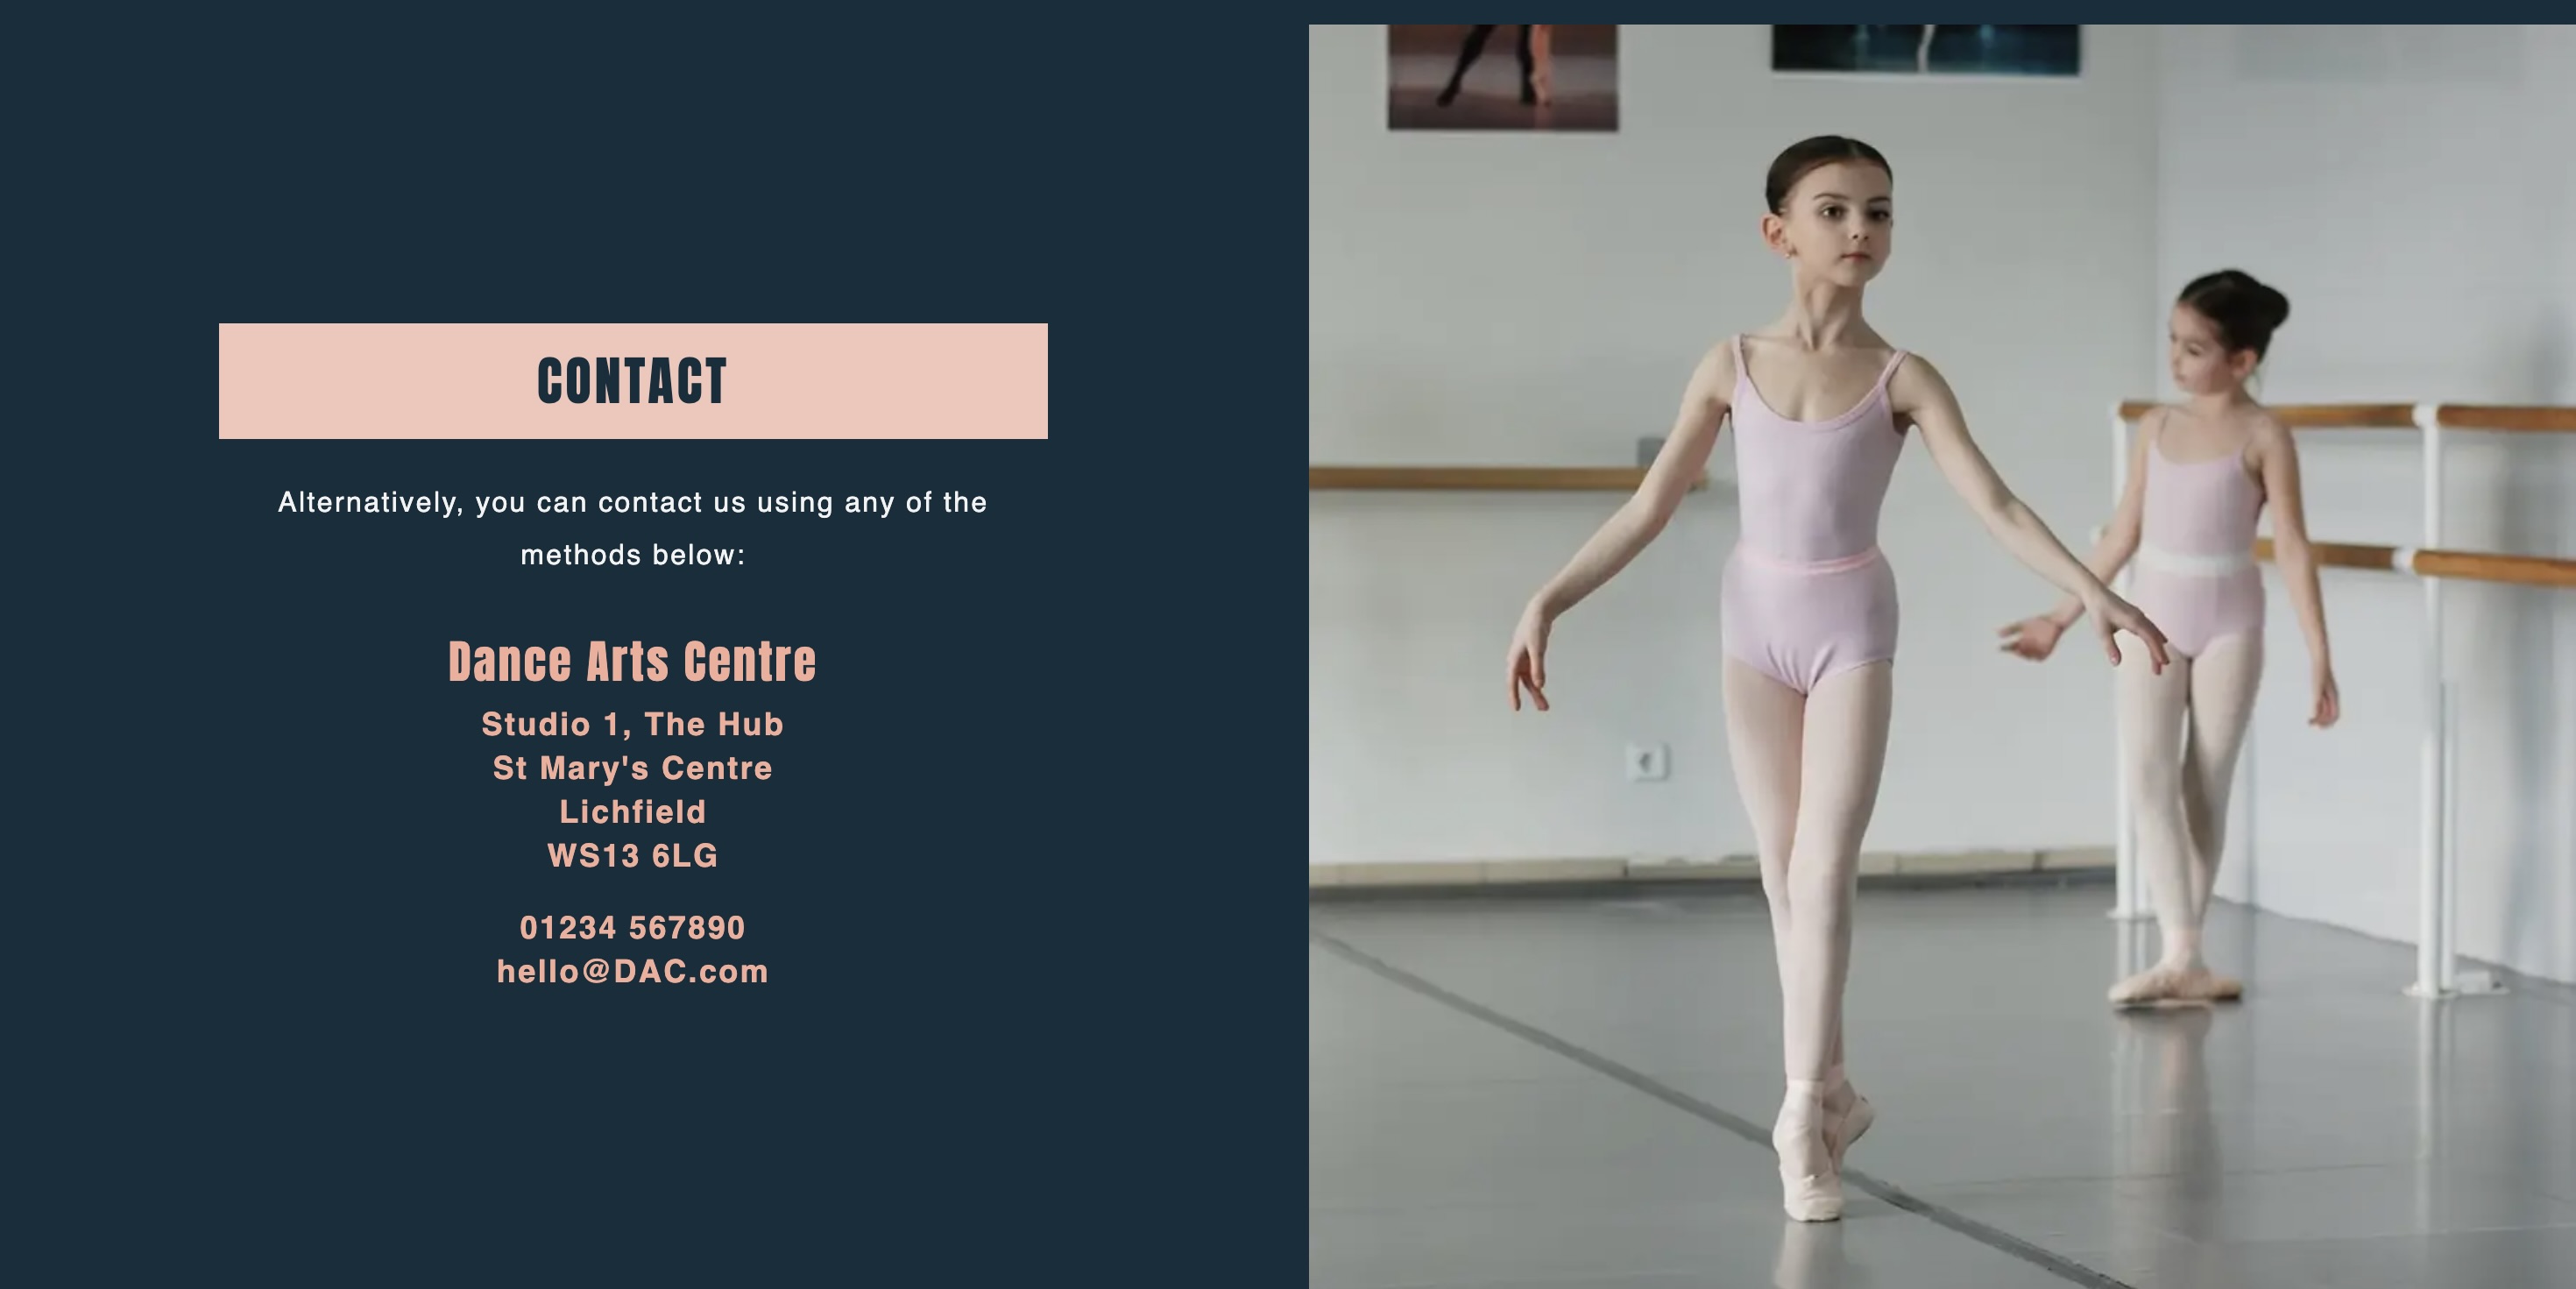 CONTACT
Alternatively, you can contact us using any of the
methods below:
Dance Arts Centre
Studio 1, The Hub
St Mary's Centre
Lichfield
WS13 6LG
01234 567890
hello@DAC.com